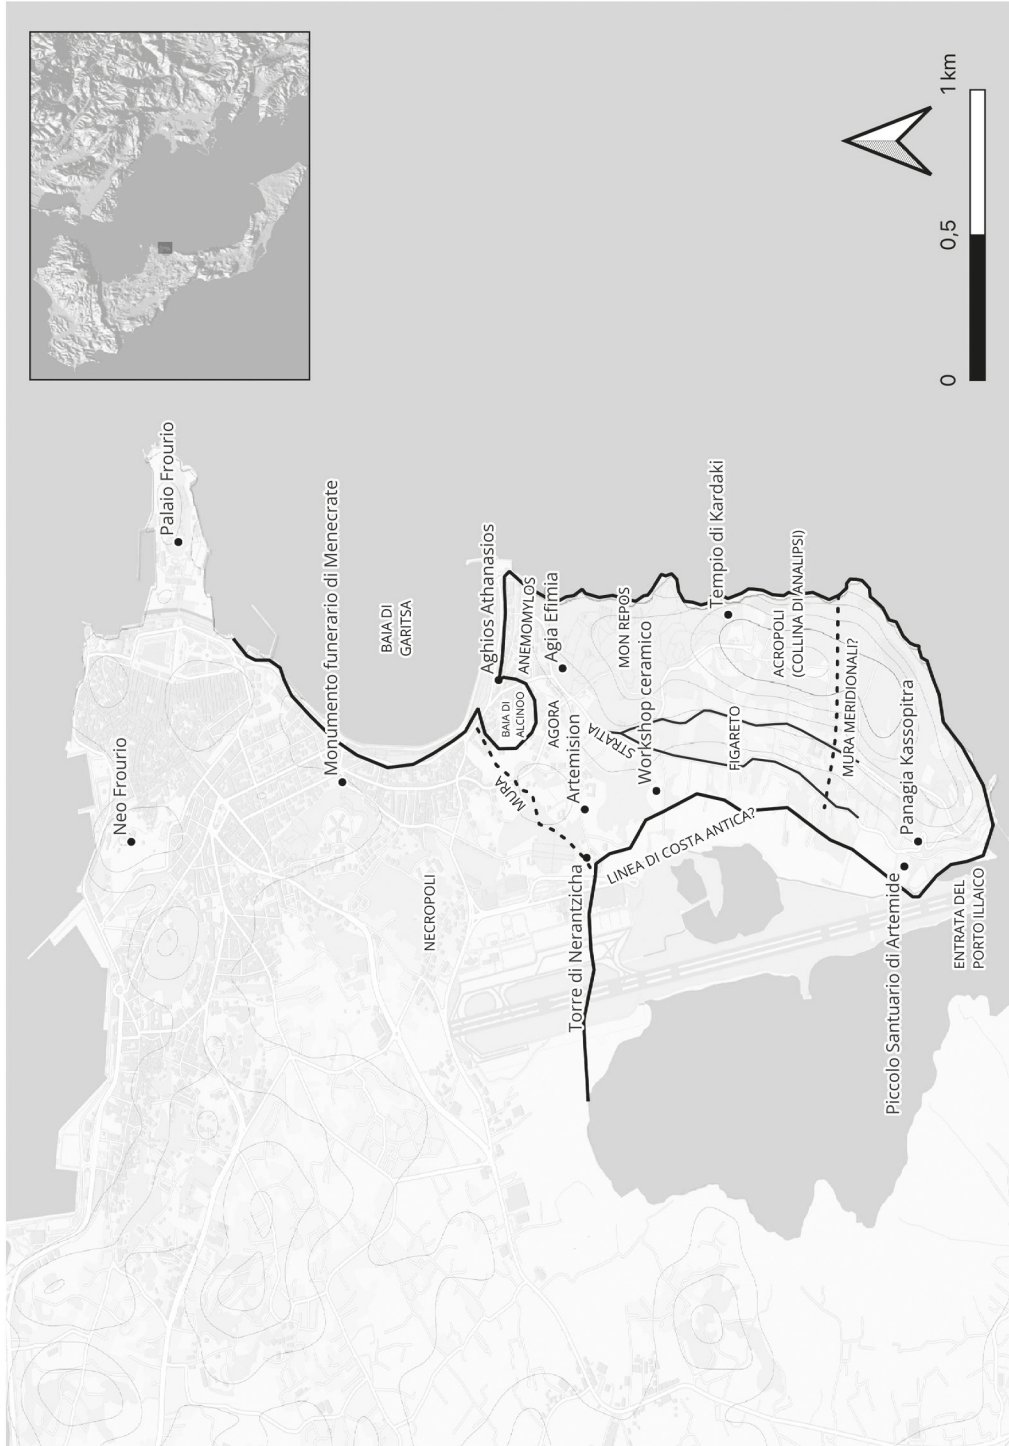 Palaio Frourio
Neo Frourio
Monumento funerario di Menecrate
BAIA DI
GARITSA
NECROPOLI
Aghios Athanasios
ANEMOMYLOS
Agia Efimia
BAIA DI
ALCINOO
AGORA
MURA
Artemision
STRATIA
Torre di Nerantzicha
LINEA DI COSTA ANTICA?
Workshop ceramico
MON REPOS
FIGARETO
Tempio di Kardaki
ACROPOLI
(COLLINA DI ANALIPSI)
MURA MERIDIONALI?
Panagia Kassopitra
Piccolo Santuario di Artemide
ENTRATA DEL
PORTO ILLAICO
0
0,5
1 km